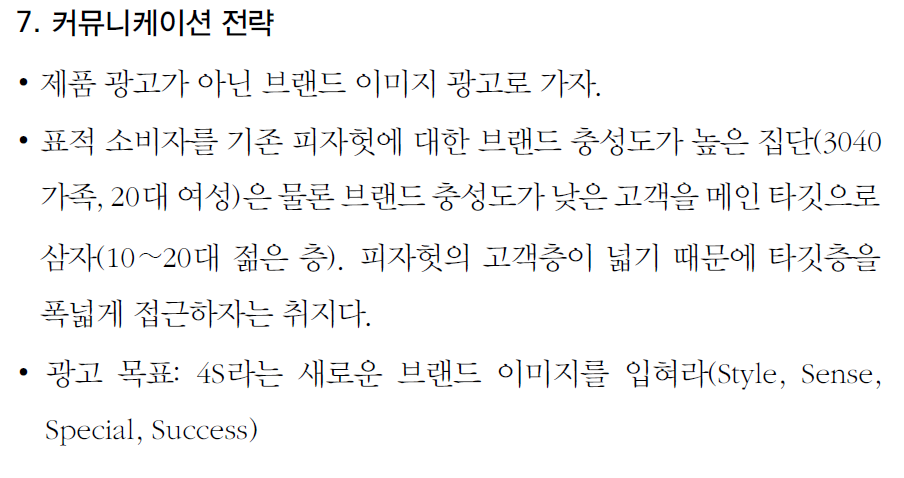 7. 커뮤니케이션 전략
• 제품 광고가 아닌 브랜드 이미지 광고로 가자.
• 표적 소비자를 기존 피자헛에 대한 브랜드 충성도가 높은 집단(3040
가족, 20대 여성)은 물론 브랜드 충성도가 낮은 고객을 메인 타깃으로
삼자(10~20대 젊은 층). 피자헛의 고객층이 넓기 때문에 타깃층을
폭넓게 접근하자는 취지다.
• 광고 목표: 4S라는 새로운 브랜드 이미지를 입혀라(Style, Sense,
Special, Success)